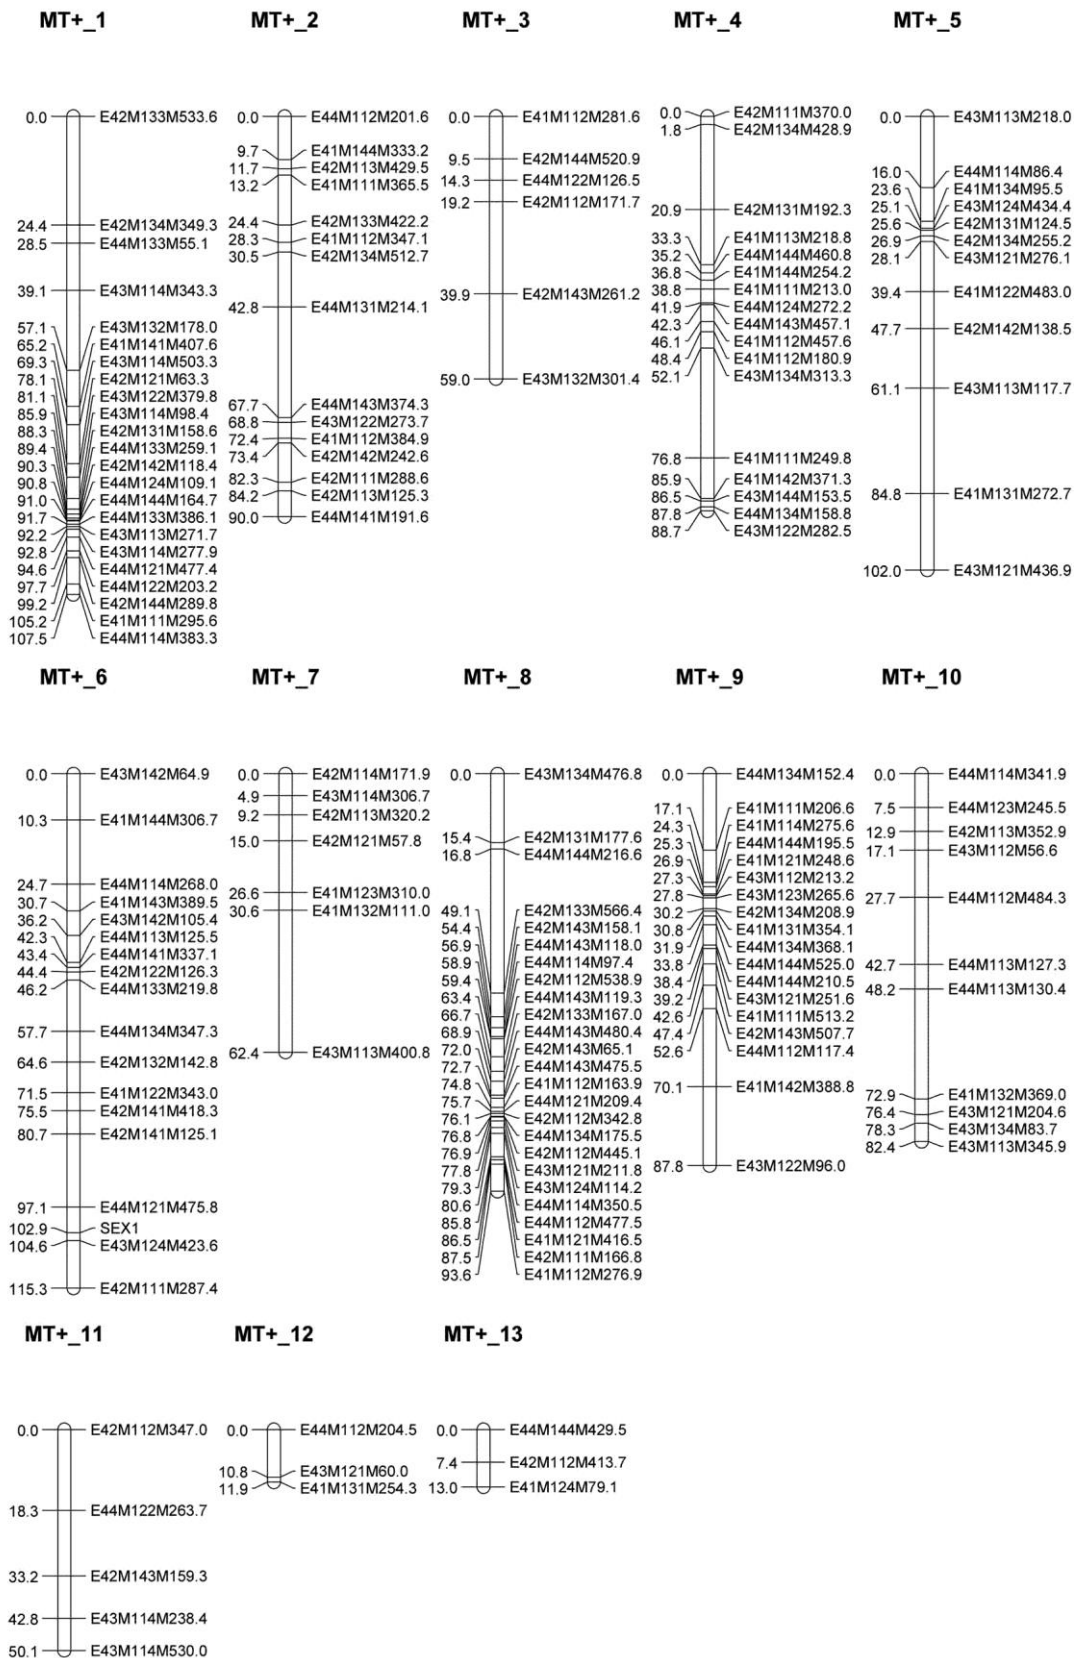 MT+_1 MT+_2 MT+_3 MT+_4 MT+_5
0.0 E42M133M533.6
24.4 E42M134M349.3
28.5 E44M133M55.1
39.1 E43M114M343.3
57.1 E43M132M178.0
65.2 E41M141M407.6
69.3 E43M114M503.3
78.1 E42M121M63.3
81.1 E43M122M379.8
85.9 E43M114M98.4
88.3 E42M131M158.6
89.4 E44M133M259.1
90.3 E42M142M118.4
90.8 E44M124M109.1
91.0 E44M144M164.7
91.7 E44M133M386.1
92.2 E43M113M271.7
92.8 E43M114M277.9
94.6 E44M121M477.4
97.7 E44M122M203.2
99.2 E42M144M289.8
105.2 E41M111M295.6
107.5 E44M114M383.3
0.0 E44M112M201.6
9.7 E41M144M333.2
11.7 E42M113M429.5
13.2 E41M111M365.5
24.4 E42M133M422.2
28.3 E41M112M347.1
30.5 E42M134M512.7
42.8 E44M131M214.1
67.7 E44M143M374.3
68.8 E43M122M273.7
72.4 E41M112M384.9
73.4 E42M142M242.6
82.3 E42M111M288.6
84.2 E42M113M125.3
90.0 E44M141M191.6
0.0 E41M112M281.6
9.5 E42M144M520.9
14.3 E44M122M126.5
19.2 E42M112M171.7
39.9 E42M143M261.2
59.0 E43M132M301.4
0.0 E42M111M370.0
1.8 E42M134M428.9
20.9 E42M131M192.3
33.3 E41M113M218.8
35.2 E44M144M460.8
36.8 E41M144M254.2
38.8 E41M111M213.0
41.9 E44M124M272.2
42.3 E44M143M457.1
46.1 E41M112M457.6
48.4 E41M112M180.9
52.1 E43M134M313.3
76.8 E41M111M249.8
85.9 E41M142M371.3
86.5 E43M144M153.5
87.8 E44M134M158.8
88.7 E43M122M282.5
0.0 E43M113M218.0
16.0 E44M114M86.4
23.6 E41M134M95.5
25.1 E43M124M434.4
25.6 E42M131M124.5
26.9 E42M134M255.2
28.1 E43M121M276.1
39.4 E41M122M483.0
47.7 E42M142M138.5
61.1 E43M113M117.7
84.8 E41M131M272.7
102.0 E43M121M436.9
MT+_6 MT+_7 MT+_8 MT+_9 MT+_10
0.0 E43M142M64.9
10.3 E41M144M306.7
24.7 E44M114M268.0
30.7 E41M143M389.5
36.2 E43M142M105.4
42.3 E44M113M125.5
43.4 E44M141M337.1
44.4 E42M122M126.3
46.2 E44M133M219.8
57.7 E44M134M347.3
64.6 E42M132M142.8
71.5 E41M122M343.0
75.5 E42M141M418.3
80.7 E42M141M125.1
97.1 E44M121M475.8
102.9 SEX1
104.6 E43M124M423.6
115.3 E42M111M287.4
0.0 E42M114M171.9
4.9 E43M114M306.7
9.2 E42M113M320.2
15.0 E42M121M57.8
26.6 E41M123M310.0
30.6 E41M132M111.0
62.4 E43M113M400.8
0.0 E43M134M476.8
15.4 E42M131M177.6
16.8 E44M144M216.6
49.1 E42M133M566.4
54.4 E42M143M158.1
56.9 E44M143M118.0
58.9 E44M114M97.4
59.4 E42M112M538.9
63.4 E44M143M119.3
66.7 E42M133M167.0
68.9 E44M143M480.4
72.0 E42M143M65.1
72.7 E44M143M475.5
74.8 E41M112M163.9
75.7 E44M121M209.4
76.1 E42M112M342.8
76.8 E44M134M175.5
76.9 E42M112M445.1
77.8 E43M121M211.8
79.3 E43M124M114.2
80.6 E44M114M350.5
85.8 E44M112M477.5
86.5 E41M121M416.5
87.5 E42M111M166.8
93.6 E41M112M276.9
0.0 E44M134M152.4
17.1 E41M111M206.6
24.3 E41M114M275.6
25.3 E44M144M195.5
26.9 E41M121M248.6
27.3 E43M112M213.2
27.8 E43M123M265.6
30.2 E42M134M208.9
30.8 E41M131M354.1
31.9 E44M134M368.1
33.8 E44M144M525.0
38.4 E44M144M210.5
39.2 E43M121M251.6
42.6 E41M111M513.2
47.4 E42M143M507.7
52.6 E44M112M117.4
70.1 E41M142M388.8
87.8 E43M122M96.0
0.0 E44M114M341.9
7.5 E44M123M245.5
12.9 E42M113M352.9
17.1 E43M112M56.6
27.7 E44M112M484.3
42.7 E44M113M127.3
48.2 E44M113M130.4
72.9 E41M132M369.0
76.4 E43M121M204.6
78.3 E43M134M83.7
82.4 E43M113M345.9
MT+_11 MT+_12 MT+_13
0.0 E42M112M347.0
18.3 E44M122M263.7
33.2 E42M143M159.3
42.8 E43M114M238.4
50.1 E43M114M530.0
0.0 E44M112M204.5
10.8 E43M121M60.0
11.9 E41M131M254.3
0.0 E44M144M429.5
7.4 E42M112M413.7
13.0 E41M124M79.1